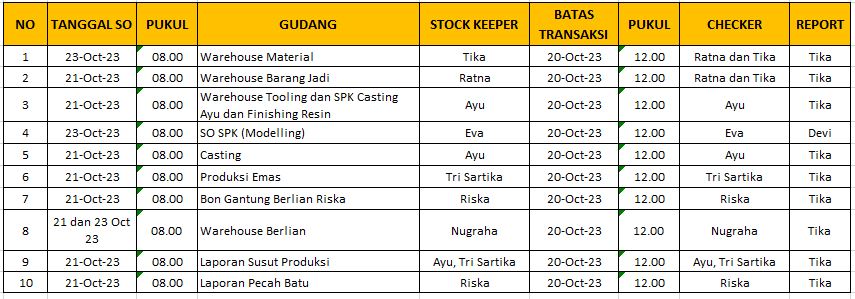 NO TANGGAL SO PUKUL GUDANG STOCK KEEPER BATAS TRANSAKSI PUKUL CHECKER REPORT
1 23-Oct-23 08.00 Warehouse Material Tika 20-Oct-23 12.00 Ratna dan Tika Tika
2 21-Oct-23 08.00 Warehouse Barang Jadi Ratna 20-Oct-23 12.00 Ratna dan Tika Tika
3 21-Oct-23 08.00 Warehouse Tooling dan SPK Casting Ayu dan Finishing Resin Ayu 20-Oct-23 12.00 Ayu Tika
4 23-Oct-23 08.00 SO SPK (Modelling) Eva 20-Oct-23 12.00 Eva Devi
5 21-Oct-23 08.00 Casting Ayu 20-Oct-23 12.00 Ayu Tika
6 21-Oct-23 08.00 Produksi Emas Tri Sartika 20-Oct-23 12.00 Tri Sartika Tika
7 21-Oct-23 08.00 Bon Gantung Berlian Riska Riska 20-Oct-23 12.00 Riska Tika
8 21 dan 23 Oct 23 08.00 Warehouse Berlian Nugraha 20-Oct-23 12.00 Nugraha Tika
9 21-Oct-23 08.00 Laporan Susut Produksi Ayu, Tri Sartika 20-Oct-23 12.00 Ayu, Tri Sartika Tika
10 21-Oct-23 08.00 Laporan Pecah Batu Riska 20-Oct-23 12.00 Riska Tika